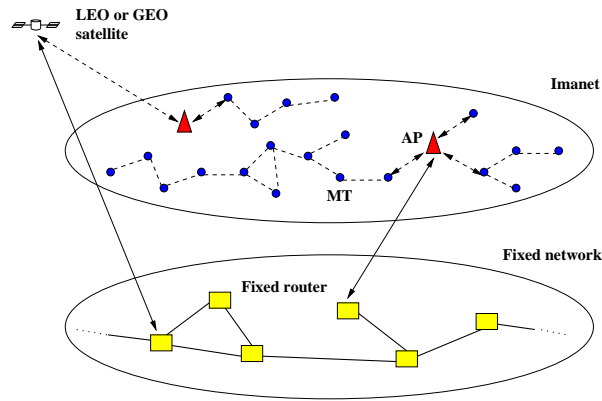 LEO or GEO
satellite
Imanet
AP
MT
Fixed network
Fixed router